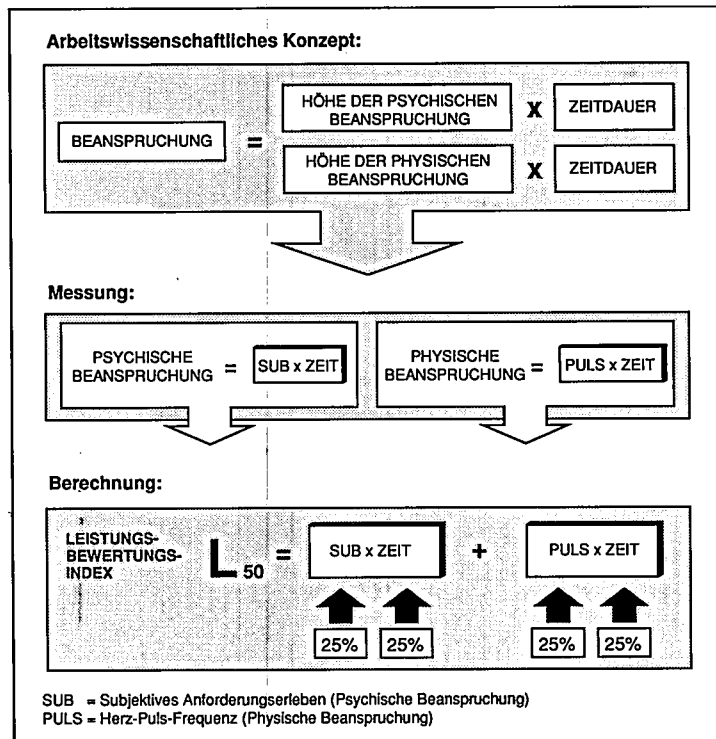 Arbeitswissenschaftliches Konzept:
BEANSPRUCHUNG
=
HÖHE DER PSYCHISCHEN
BEANSPRUCHUNG
X
ZEITDAUER
HÖHE DER PHYSISCHEN
BEANSPRUCHUNG
X
ZEITDAUER
Messung:
PSYCHISCHE
BEANSPRUCHUNG = SUB x ZEIT
PHYSISCHE
BEANSPRUCHUNG = PULS x ZEIT
Berechnung:
LEISTUNGS-
BEWERTUNGS-
INDEX
L50 = SUB x ZEIT + PULS x ZEIT
25% 25% 25% 25%
SUB = Subjektives Anforderungserleben (Psychische Beanspruchung)
PULS = Herz-Puls-Frequenz (Physische Beanspruchung)